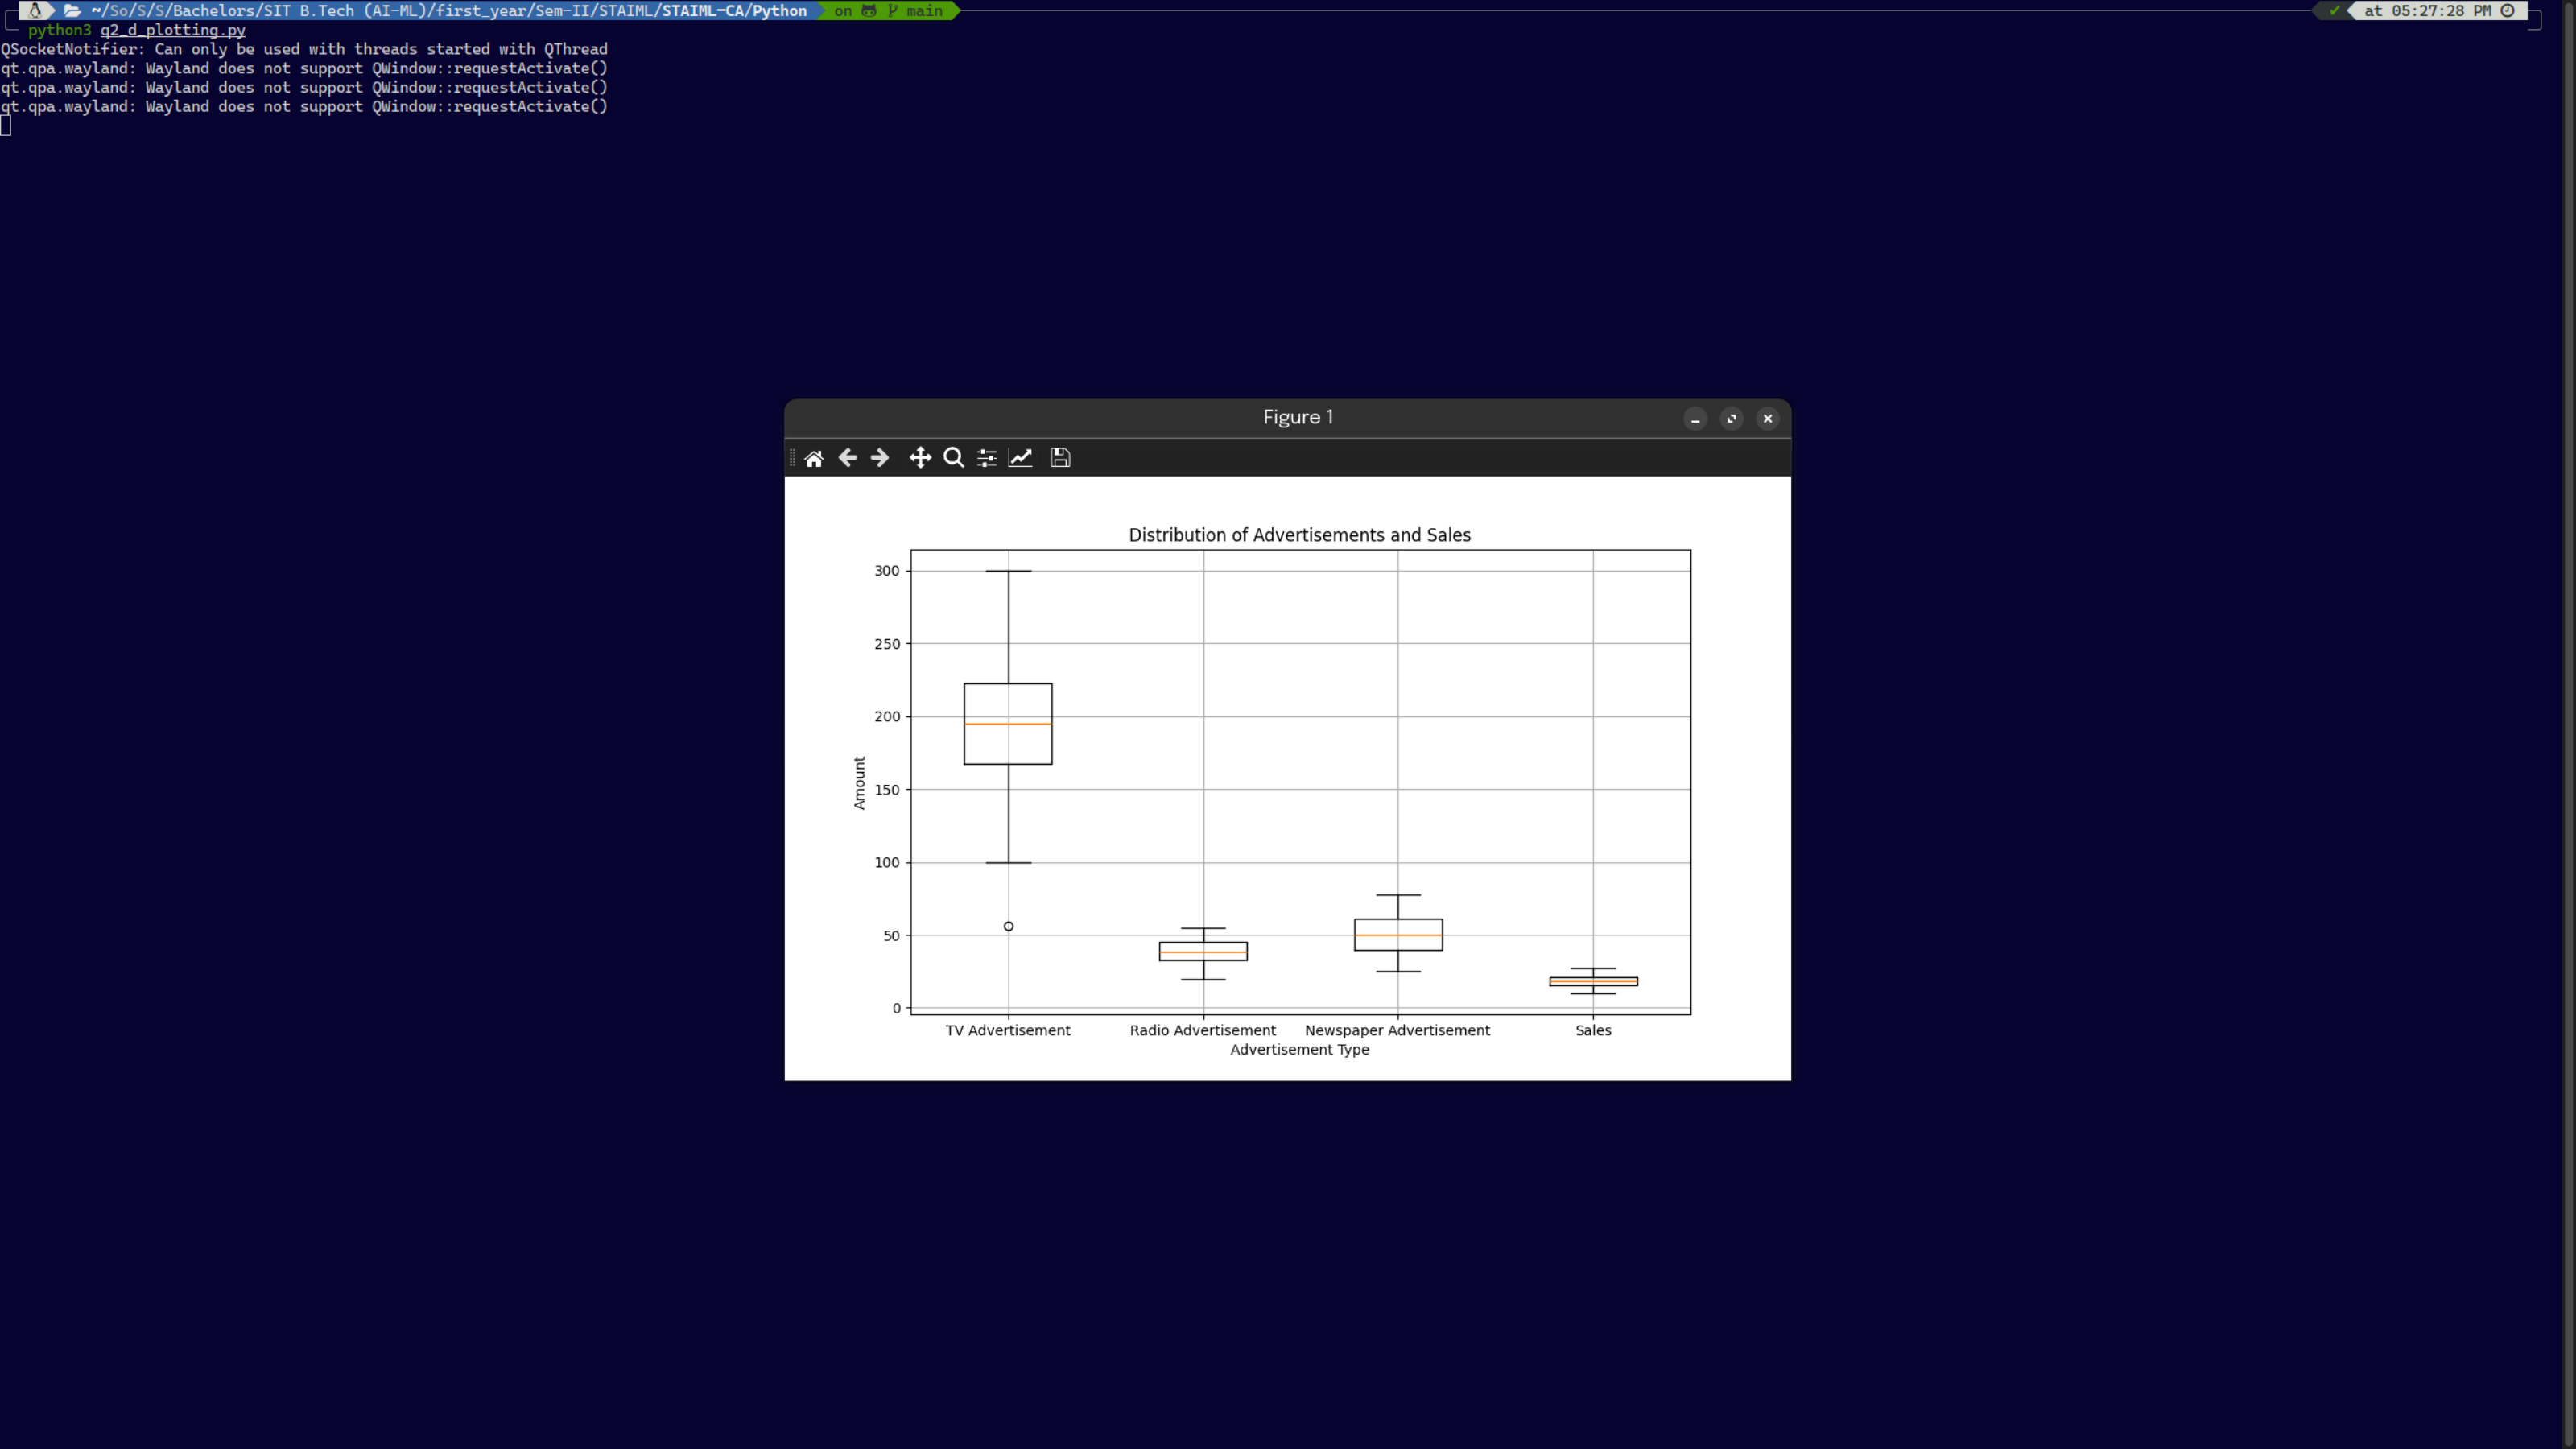 ~/So/S/S/Bachelors/SIT B.Tech (AI-ML)/first_year/Sem-II/STAIML/STAIML-CA/Python on main at 05:27:28 PM
python3 q2_d_plotting.py
QSocketNotifier: Can only be used with threads started with QThread
qt.qpa.wayland: Wayland does not support QWindow::requestActivate()
qt.qpa.wayland: Wayland does not support QWindow::requestActivate()
qt.qpa.wayland: Wayland does not support QWindow::requestActivate()
Figure 1
Distribution of Advertisements and Sales
300
250
200
150
100
50
0
Amount
TV Advertisement Radio Advertisement Newspaper Advertisement Sales
Advertisement Type